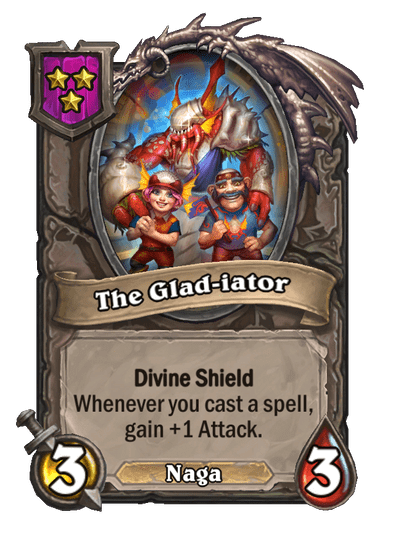 The Glad-iator
Divine Shield
Whenever you cast a spell,
gain +1 Attack.
3
Naga
3